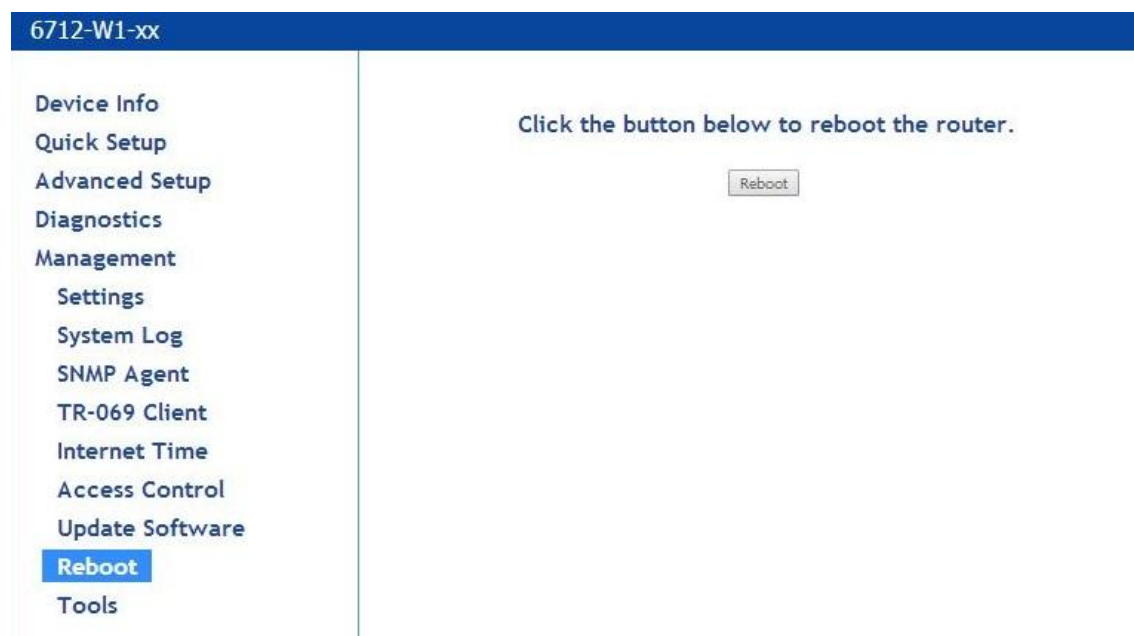 6712-W1-xx
Device Info
Quick Setup
Advanced Setup
Diagnostics
Management
Settings
System Log
SNMP Agent
TR-069 Client
Internet Time
Access Control
Update Software
Reboot
Tools
Click the button below to reboot the router.
Reboot